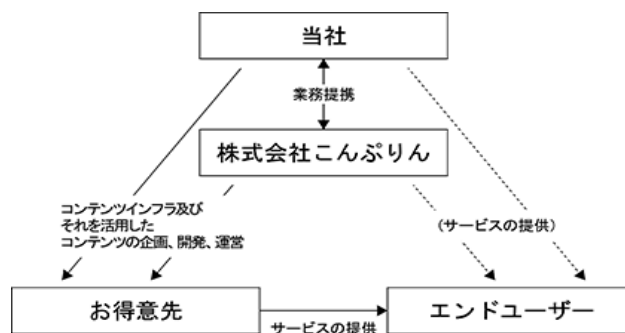 当社
業務提携
株式会社こんぷりん
コンテンツインフラ及び
それを活用した
コンテンツの企画、開発、運営
(サービスの提供)
お得意先
サービスの提供
エンドユーザー